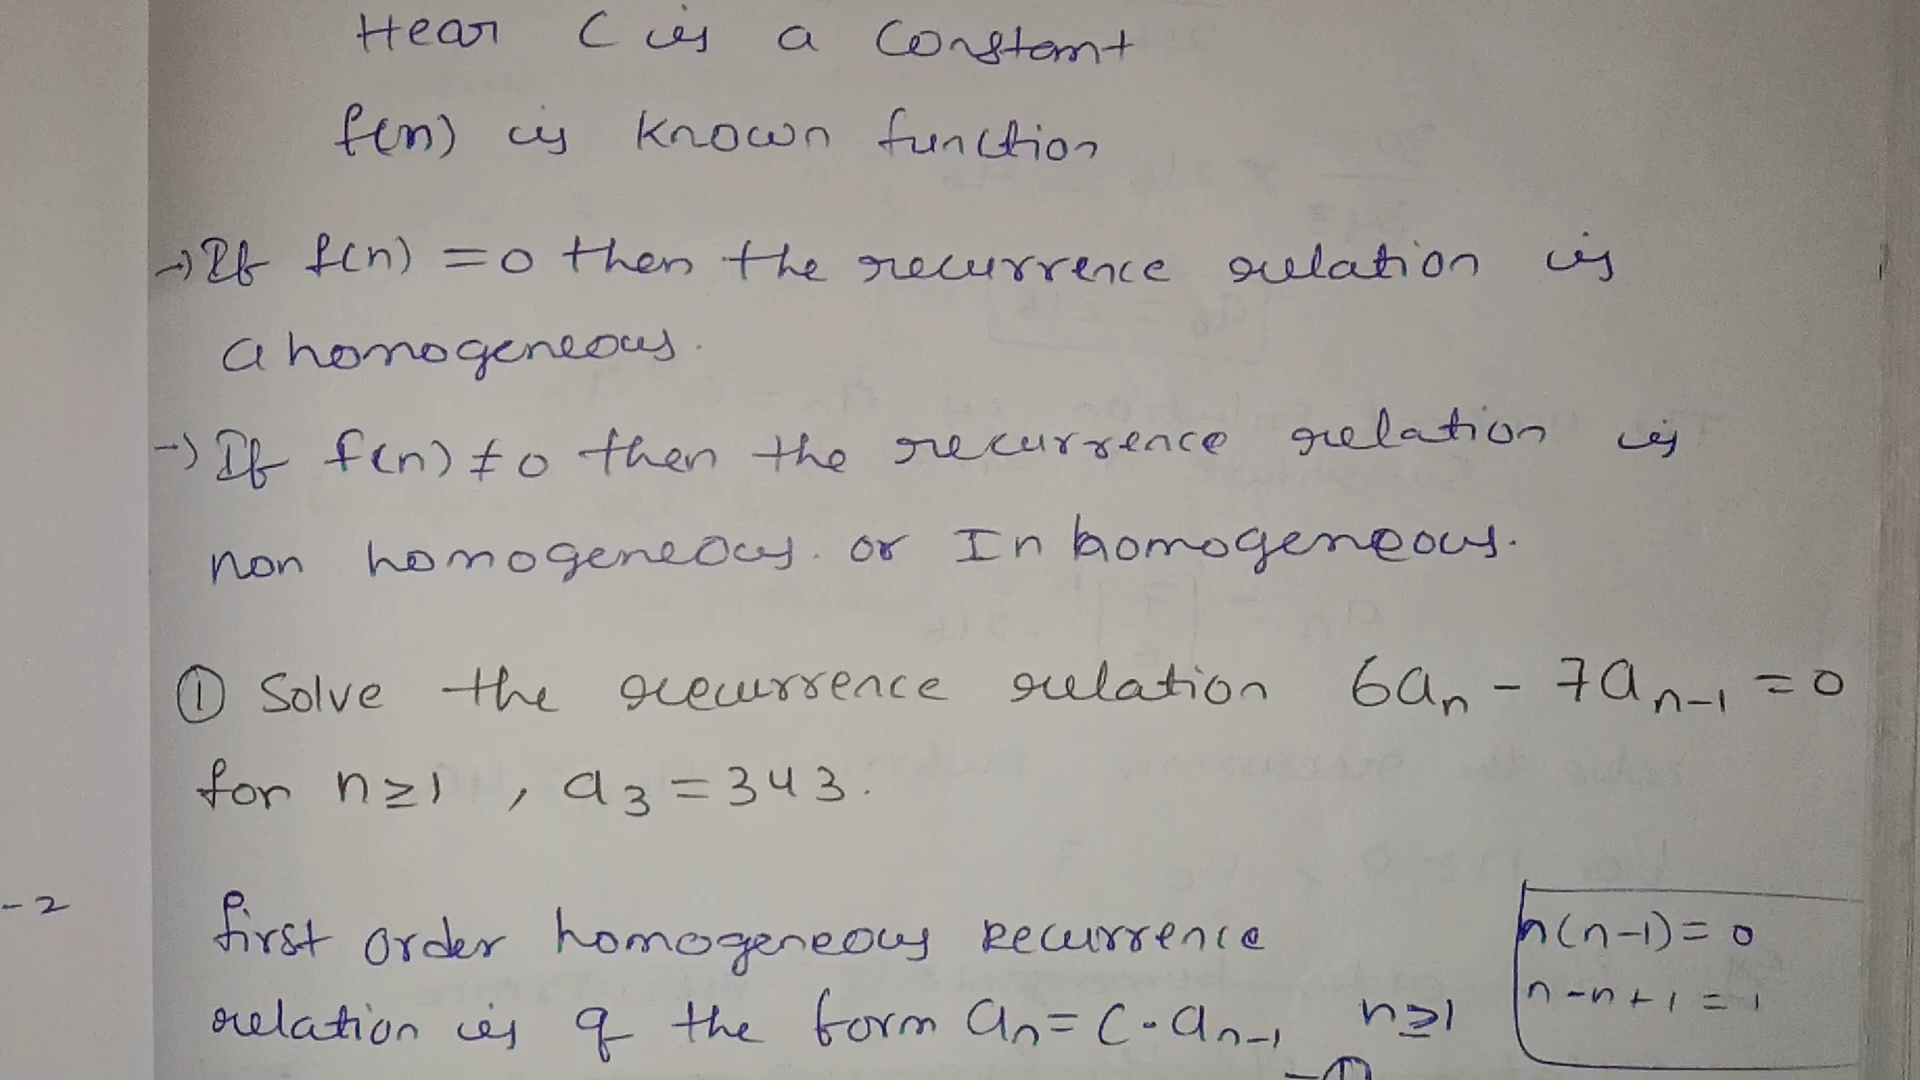 Hear C is a constant
f(n) is known function
→ If f(n) = 0 then the recurrence relation is
a homogeneous.
→ If f(n) ≠ 0 then the recurrence relation is
non homogeneous. or In homogeneous.
① Solve the recurrence relation 6aₙ - 7aₙ₋₁ = 0
for n ≥ 1, a₃ = 343.
-2
first order homogeneous recurrence
relation is of the form aₙ = C·aₙ₋₁, n ≥ 1
-①
n(n-1) = 0
n-n+1 = 1